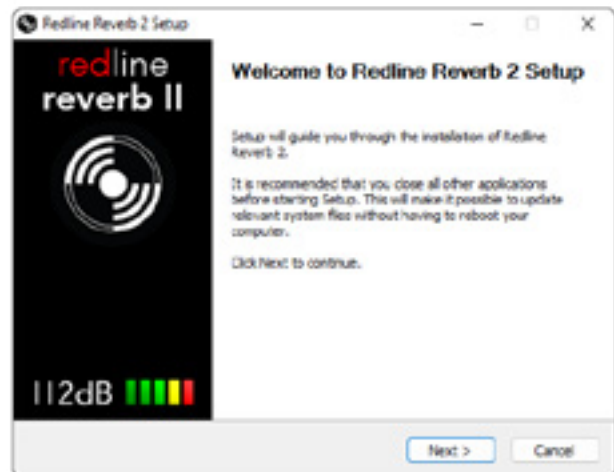 Redline Reverb 2 Setup
redline
reverb II
Welcome to Redline Reverb 2 Setup
Setup will guide you through the installation of Redline
Reverb 2.
It is recommended that you close all other applications
before starting Setup. This will make it possible to update
relevant system files without having to reboot your
computer.
Click Next to continue.
112dB
Next >
Cancel